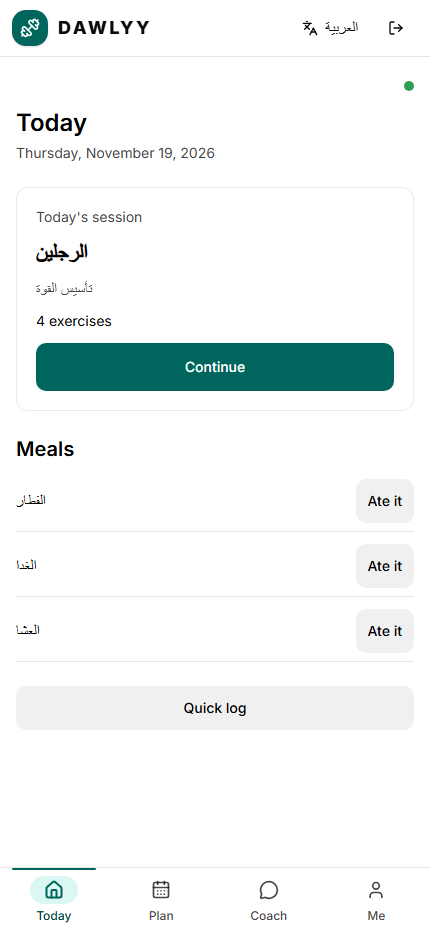 DAWLYY
العربية
Today
Thursday, November 19, 2026
Today's session
الرجلين
تأسيس القوة
4 exercises
Continue
Meals
الفطار
Ate it
الغدا
Ate it
العشا
Ate it
Quick log
Today
Plan
Coach
Me